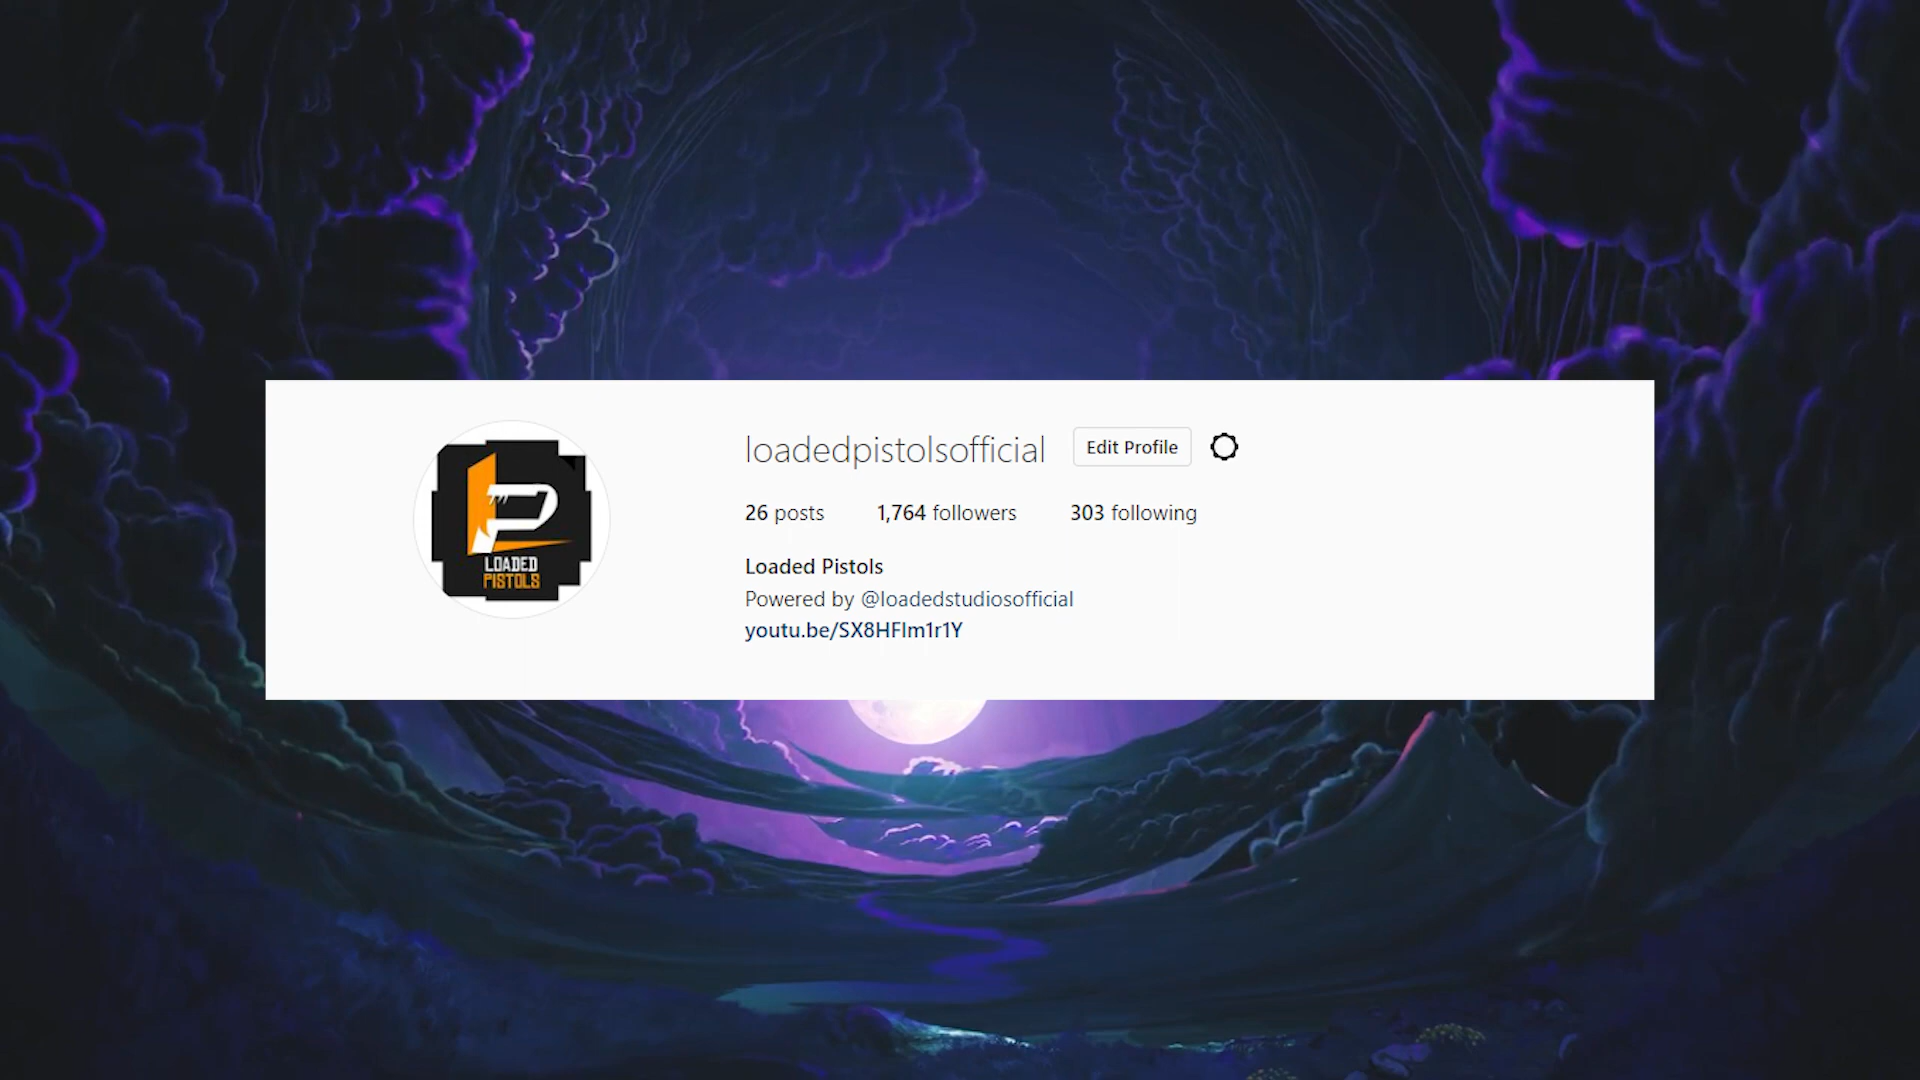 loadedpistolsofficial Edit Profile
26 posts 1,764 followers 303 following
Loaded Pistols
Powered by @loadedstudiosofficial
youtu.be/SX8HFlm1r1Y
LOADED
PISTOLS